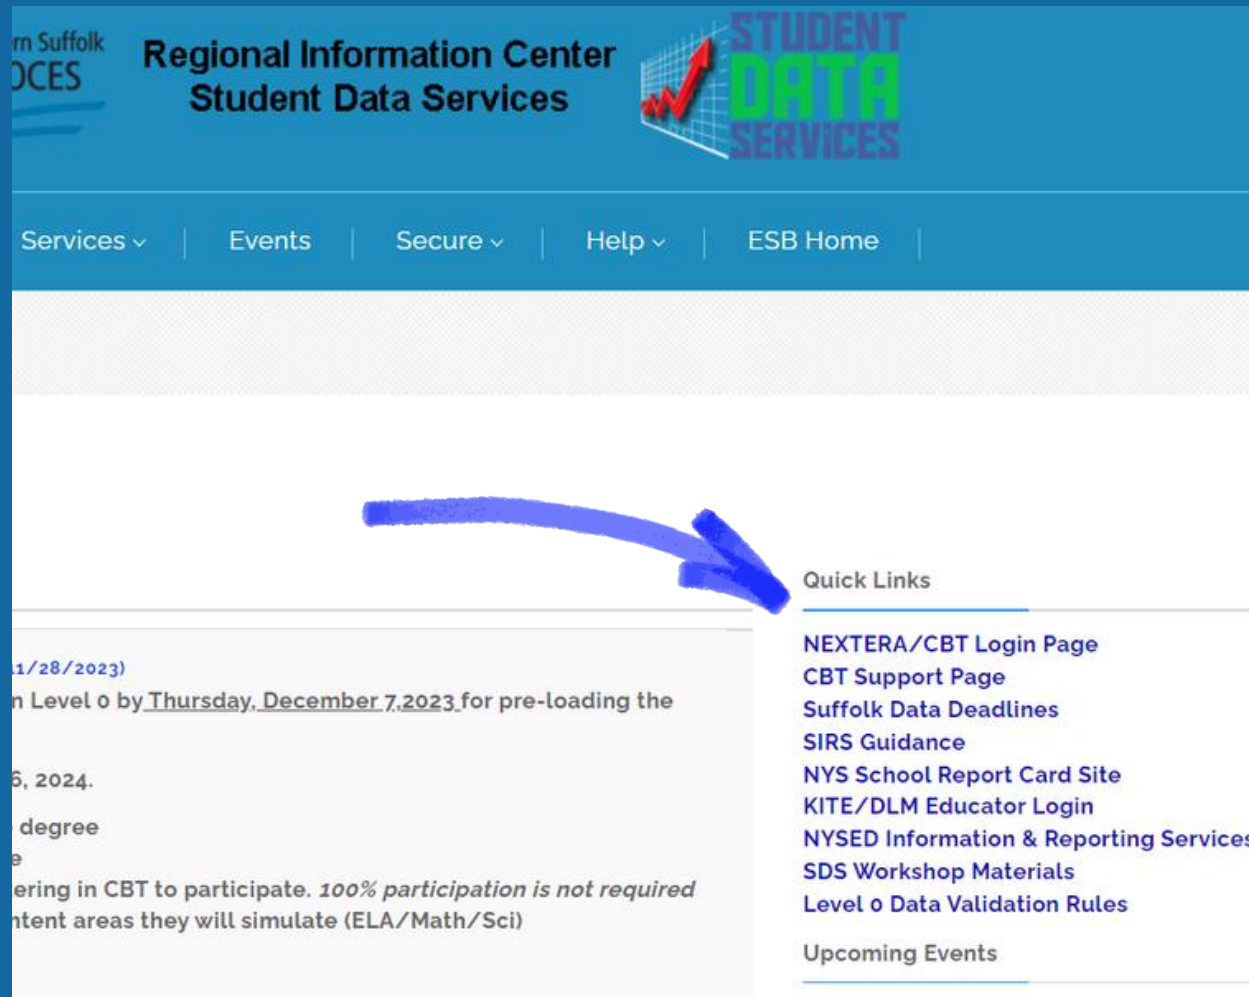 rn Suffolk
OCES
Regional Information Center
Student Data Services
STUDENT
DATA
SERVICES
Services
Events
Secure
Help
ESB Home
Quick Links
NEXTERA/CBT Login Page
CBT Support Page
Suffolk Data Deadlines
SIRS Guidance
NYS School Report Card Site
KITE/DLM Educator Login
NYSED Information & Reporting Services
SDS Workshop Materials
Level 0 Data Validation Rules
Upcoming Events
11/28/2023)
n Level 0 by Thursday, December 7,2023 for pre-loading the
6, 2024.
degree
e
ering in CBT to participate. 100% participation is not required
ntent areas they will simulate (ELA/Math/Sci)